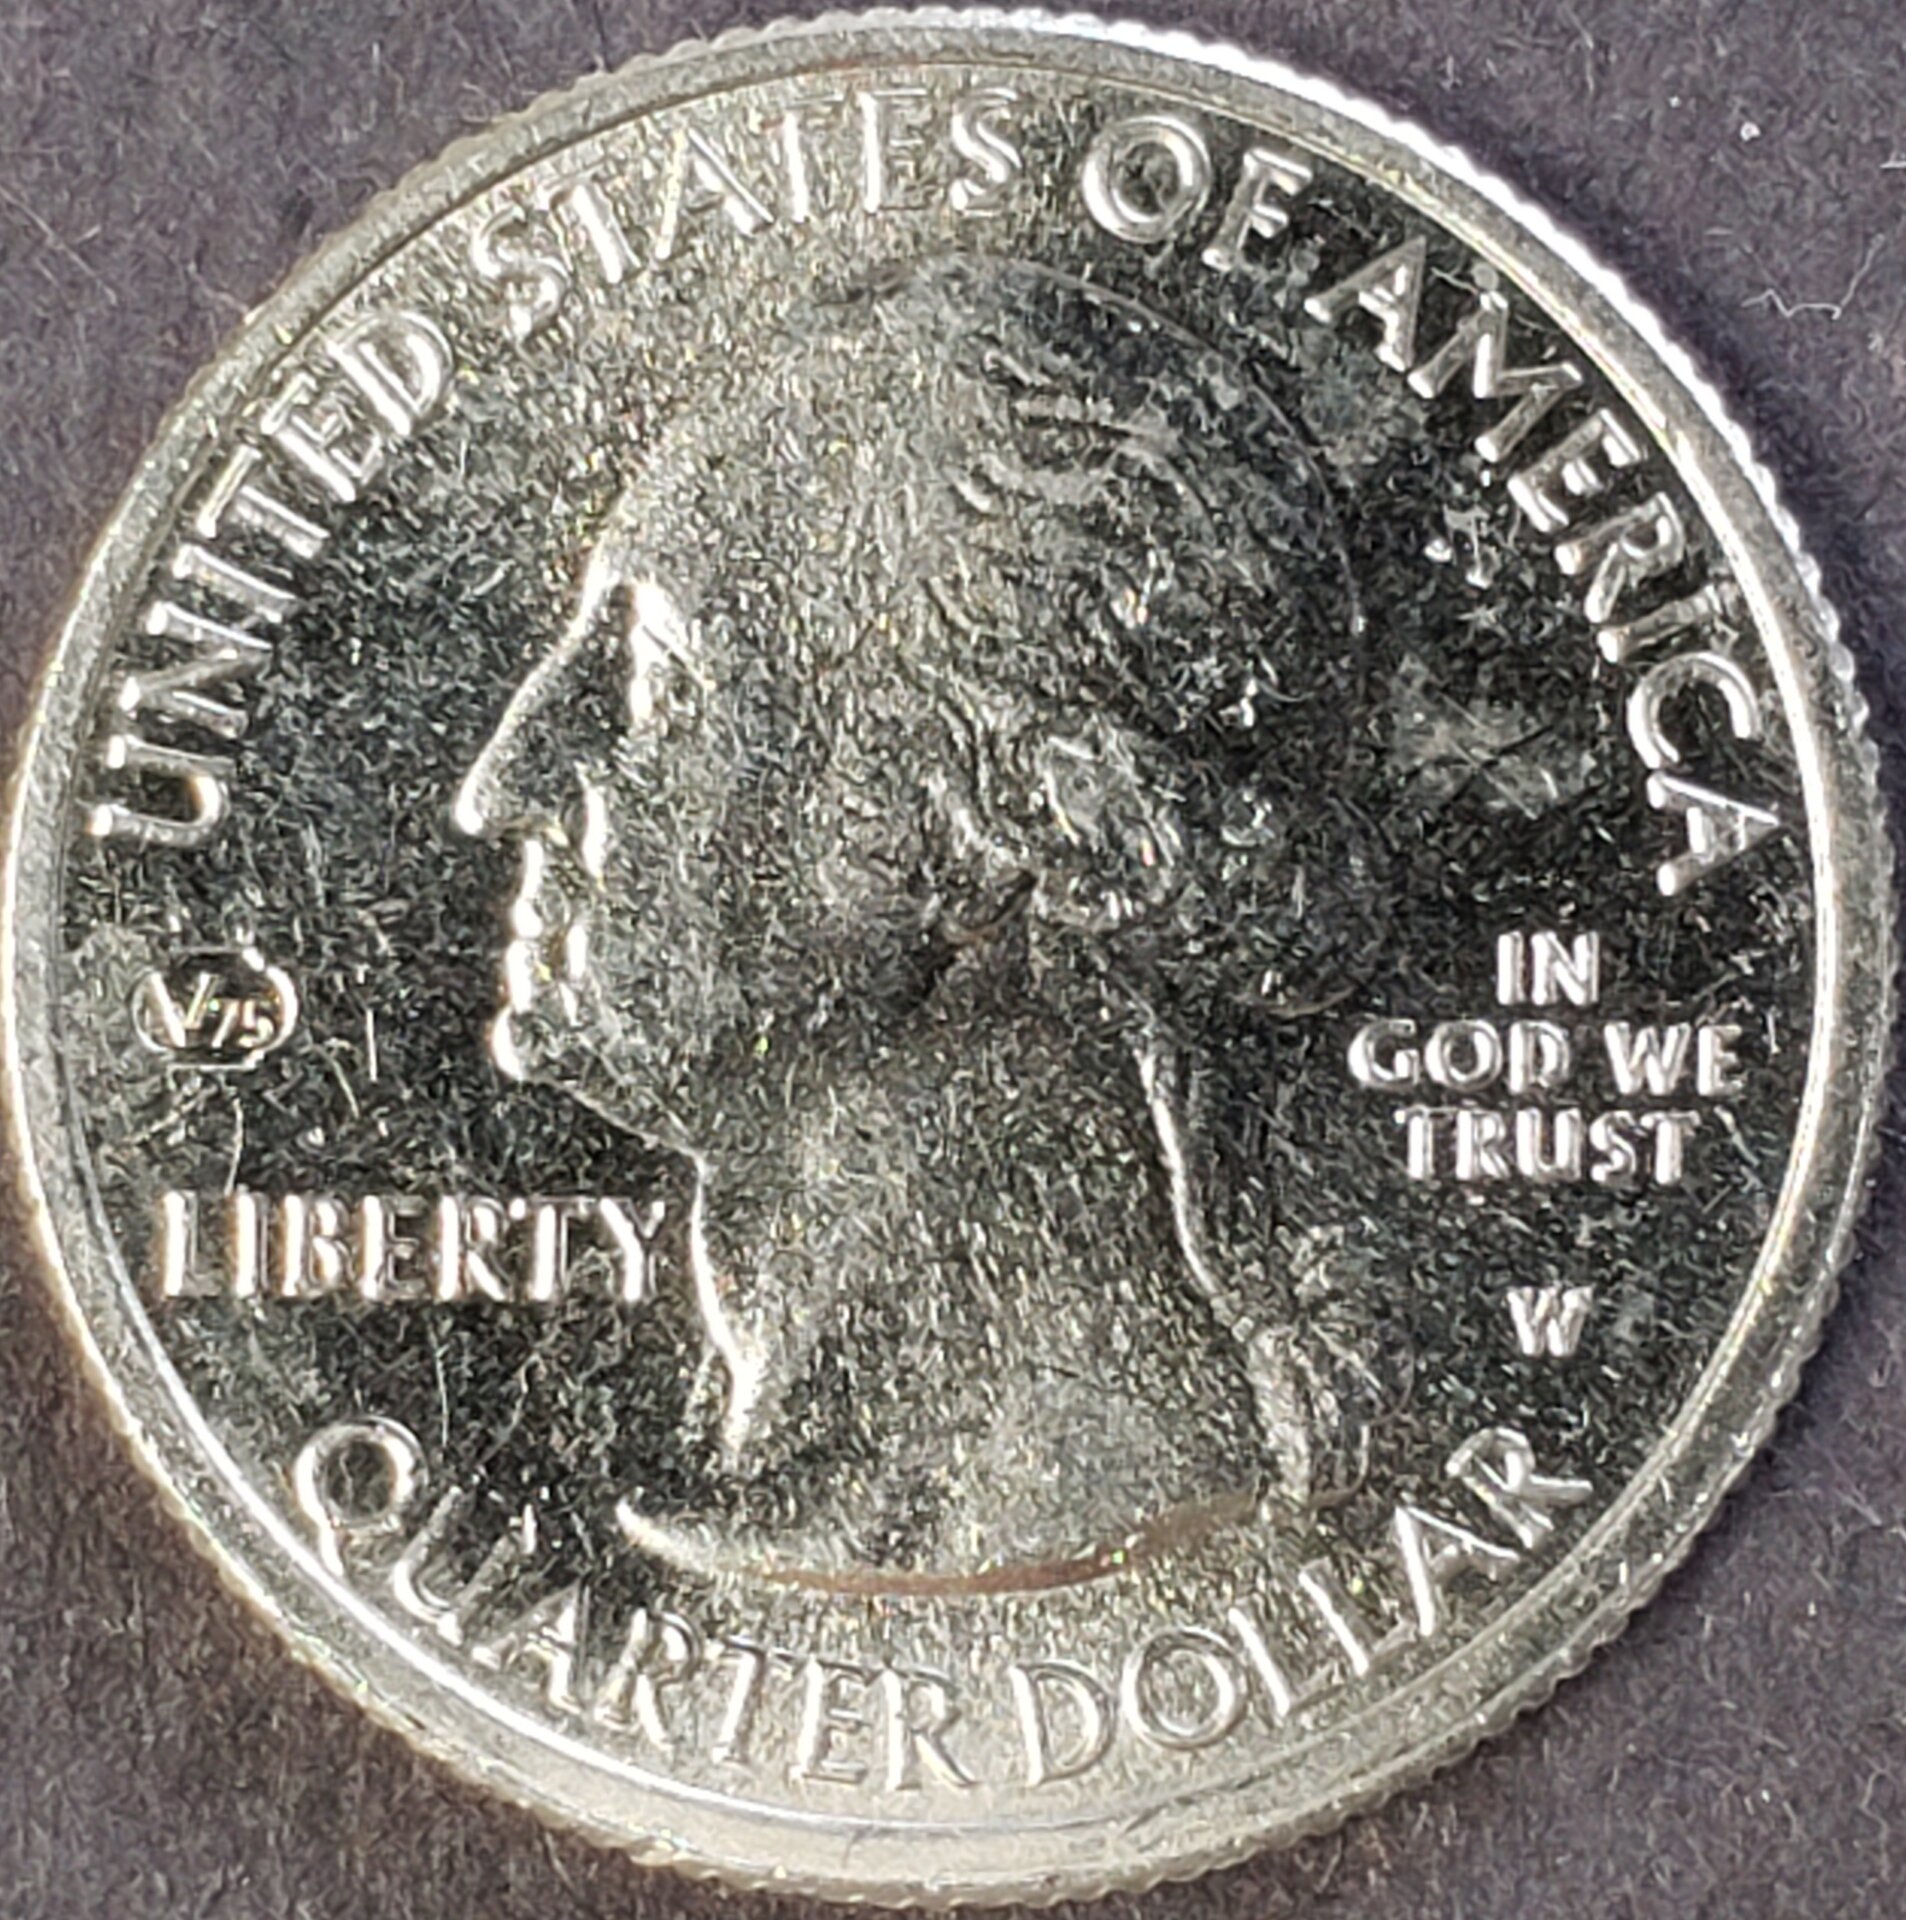 UNITED STATES OF AMERICA
V75
LIBERTY
IN
GOD WE
TRUST
W
QUARTER DOLLAR